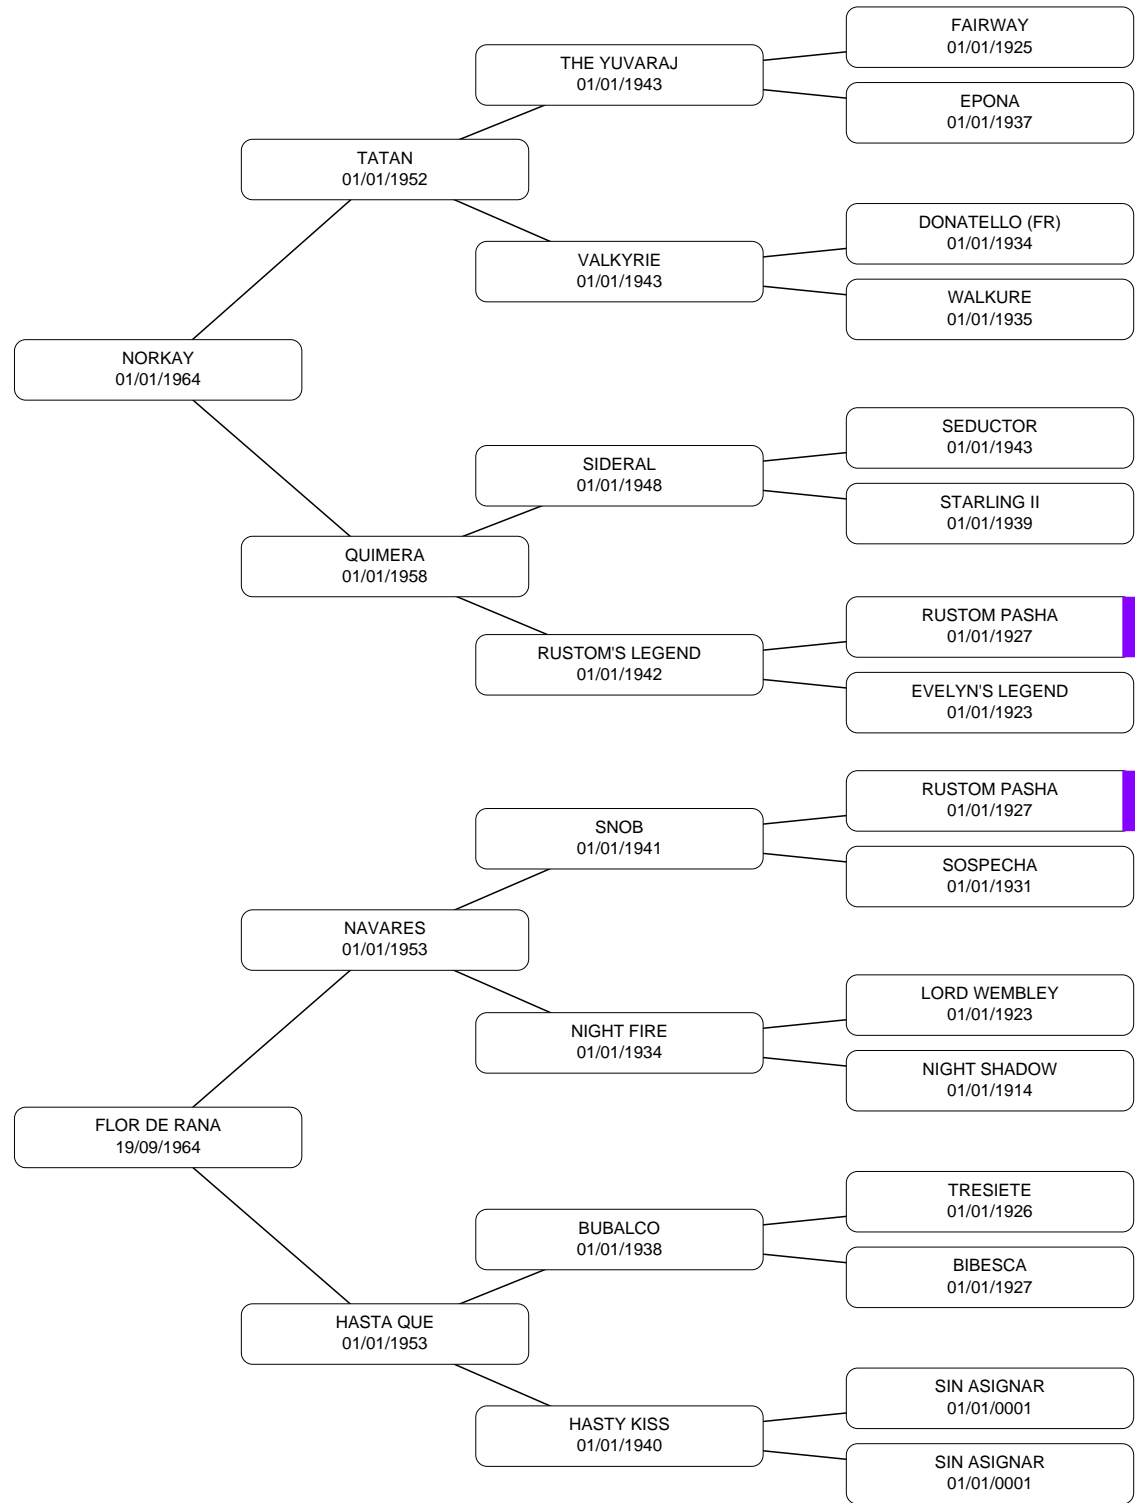 FAIRWAY
01/01/1925
THE YUVARAJ
01/01/1943
EPONA
01/01/1937
TATAN
01/01/1952
DONATELLO (FR)
01/01/1934
VALKYRIE
01/01/1943
WALKURE
01/01/1935
NORKAY
01/01/1964
SEDUCTOR
01/01/1943
SIDERAL
01/01/1948
STARLING II
01/01/1939
QUIMERA
01/01/1958
RUSTOM PASHA
01/01/1927
RUSTOM'S LEGEND
01/01/1942
EVELYN'S LEGEND
01/01/1923
RUSTOM PASHA
01/01/1927
SNOB
01/01/1941
SOSPECHA
01/01/1931
NAVARES
01/01/1953
LORD WEMBLEY
01/01/1923
NIGHT FIRE
01/01/1934
NIGHT SHADOW
01/01/1914
FLOR DE RANA
19/09/1964
TRESIETE
01/01/1926
BUBALCO
01/01/1938
BIBESCA
01/01/1927
HASTA QUE
01/01/1953
SIN ASIGNAR
01/01/0001
HASTY KISS
01/01/1940
SIN ASIGNAR
01/01/0001